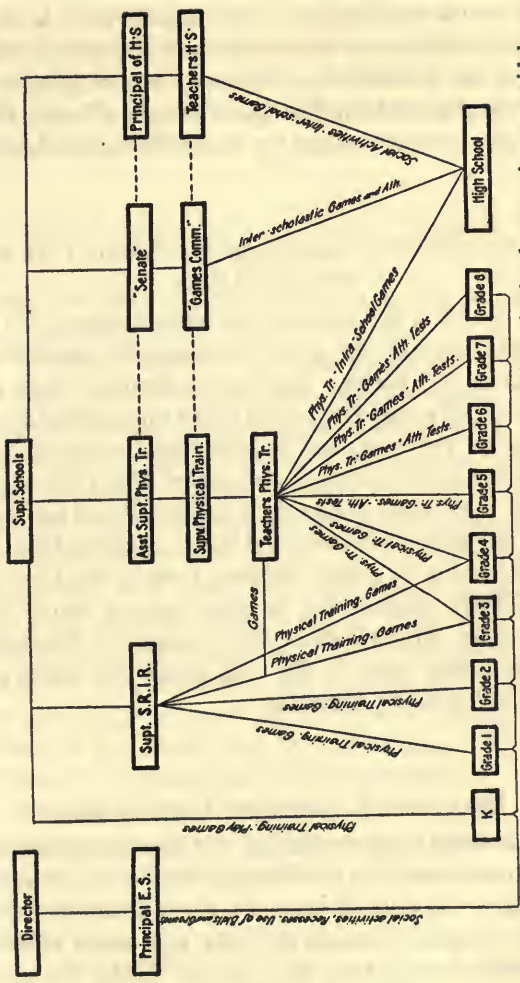 Director
Supt. Schools
Principal E.S.
Supt. S.R.I.R.
Asst. Supt. Phys. Tr.
"Senate"
Principal of H·S
Supv. Physical Train.
"Games Comm."
Teachers H·S·
Teachers Phys. Tr.
Games
Social activities, Recesses. Use of Bld'g and Grounds
Physical Training - Play Games
Physical Training. Games
Physical Training. Games
Physical Training. Games
Physical Training. Games
Phys. Tr. Games
Physical Tr. Games
Phys. Tr. Games. Ath. Tests
Phys. Tr. Games - Ath. Tests.
Phys. Tr. - Games - Ath. Tests.
Phys. Tr. - Games - Ath. Tests
Phys. Tr. - Intra - School Games
Inter-scholastic Games and Ath.
Social Activities - Inter schol Games
K
Grade 1
Grade 2
Grade 3
Grade 4
Grade 5
Grade 6
Grade 7
Grade 8
High School